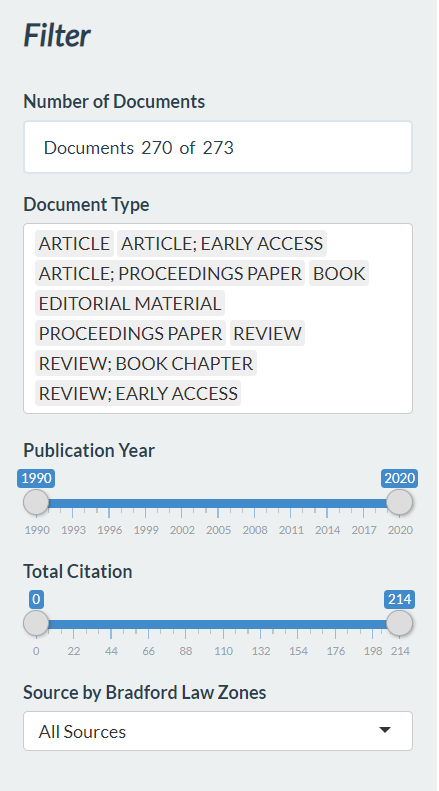 Filter
Number of Documents
Documents 270 of 273
Document Type
ARTICLE ARTICLE; EARLY ACCESS
ARTICLE; PROCEEDINGS PAPER BOOK
EDITORIAL MATERIAL
PROCEEDINGS PAPER REVIEW
REVIEW; BOOK CHAPTER
REVIEW; EARLY ACCESS
Publication Year
1990 2020
1990 1993 1996 1999 2002 2005 2008 2011 2014 2017 2020
Total Citation
0 214
0 22 44 66 88 110 132 154 176 198 214
Source by Bradford Law Zones
All Sources